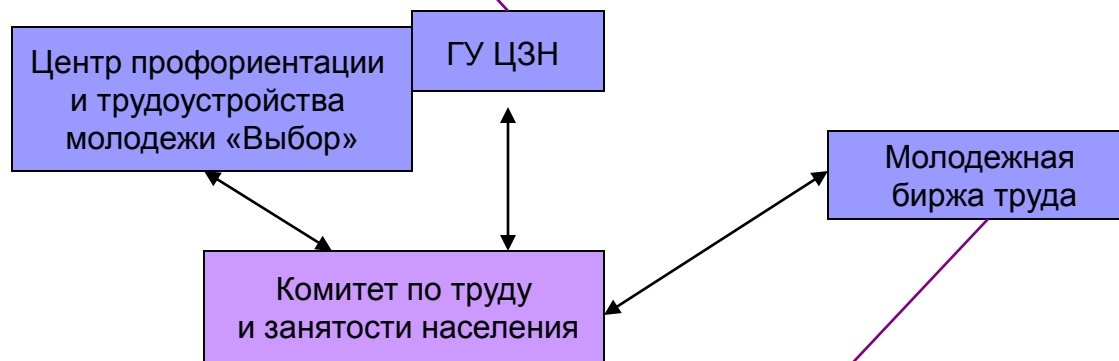 Центр профориентации
и трудоустройства
молодежи «Выбор»
ГУ ЦЗН
Молодежная
биржа труда
Комитет по труду
и занятости населения